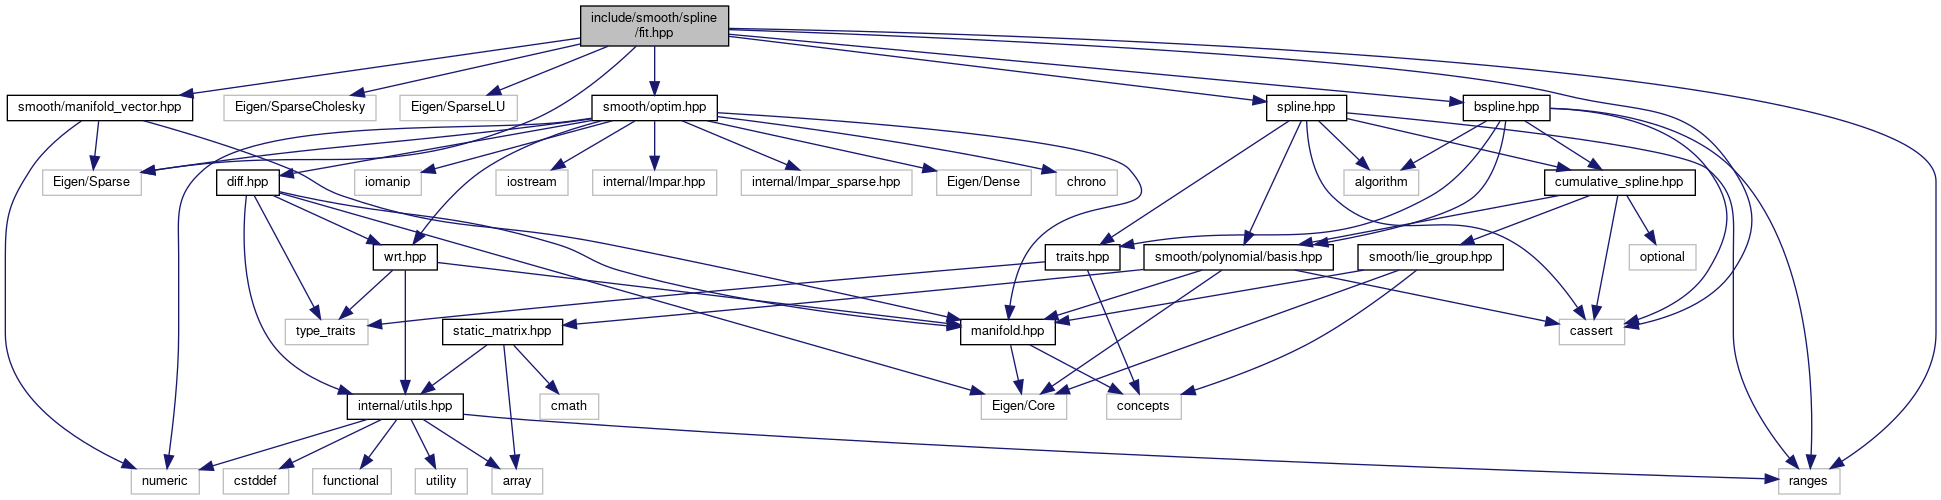 include/smooth/spline
/fit.hpp
smooth/manifold_vector.hpp
Eigen/SparseCholesky
Eigen/SparseLU
smooth/optim.hpp
spline.hpp
bspline.hpp
Eigen/Sparse
diff.hpp
iomanip
iostream
internal/lmpar.hpp
internal/lmpar_sparse.hpp
Eigen/Dense
chrono
algorithm
cumulative_spline.hpp
wrt.hpp
traits.hpp
smooth/polynomial/basis.hpp
smooth/lie_group.hpp
optional
type_traits
static_matrix.hpp
manifold.hpp
cassert
internal/utils.hpp
cmath
Eigen/Core
concepts
numeric
cstddef
functional
utility
array
ranges